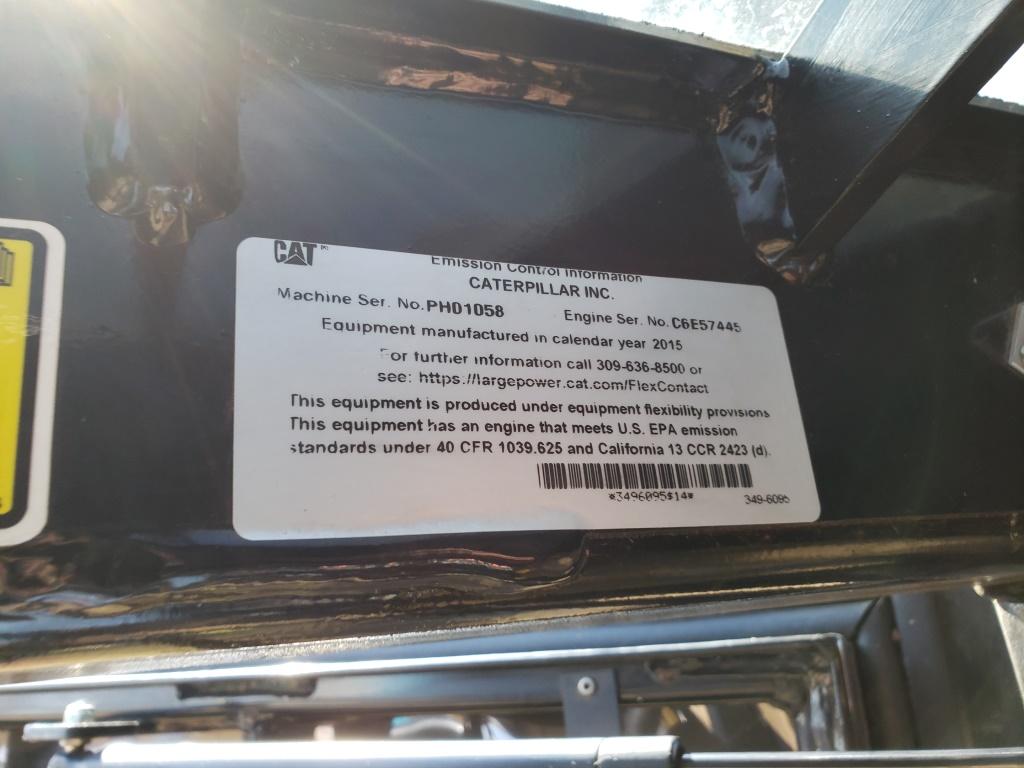 CAT
Emission Control Information
CATERPILLAR INC.
Machine Ser. No. PH01058 Engine Ser. No. C6E57445
Equipment manufactured in calendar year 2015
For further information call 309-636-8500 or
see: https://largepower.cat.com/FlexContact
This equipment is produced under equipment flexibility provisions
This equipment has an engine that meets U.S. EPA emission
standards under 40 CFR 1039.625 and California 13 CCR 2423 (d).
*3496095$14* 349-6095